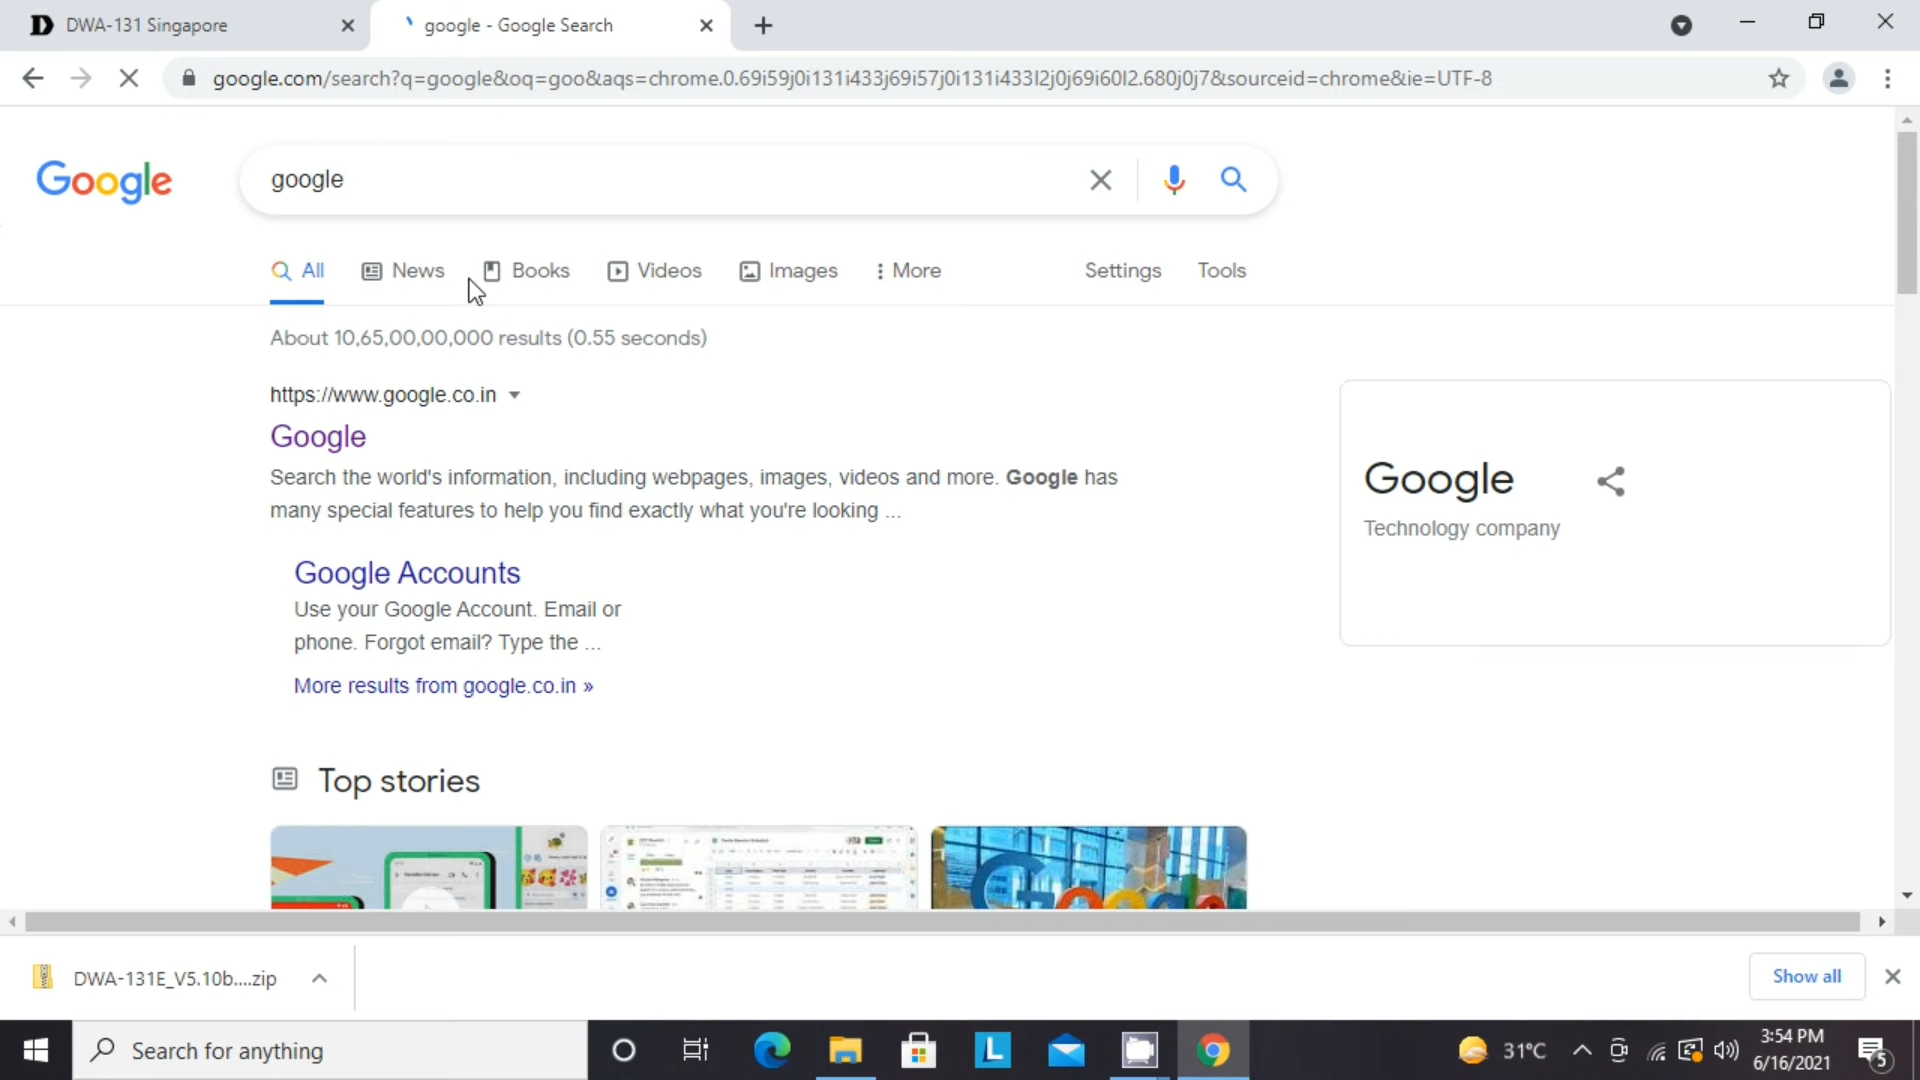 DWA-131 Singapore
google - Google Search
google.com/search?q=google&oq=goo&aqs=chrome.0.69i59j0i131i433j69i57j0i131i433l2j0j69i60l2.680j0j7&sourceid=chrome&ie=UTF-8
Google
google
All
News
Books
Videos
Images
More
Settings
Tools
About 10,65,00,00,000 results (0.55 seconds)
https://www.google.co.in
Google
Search the world's information, including webpages, images, videos and more. Google has
many special features to help you find exactly what you're looking ...
Google
Technology company
Google Accounts
Use your Google Account. Email or
phone. Forgot email? Type the ...
More results from google.co.in »
Top stories
DWA-131E_V5.10b....zip
Show all
Search for anything
L
31°C
3:54 PM
6/16/2021
5